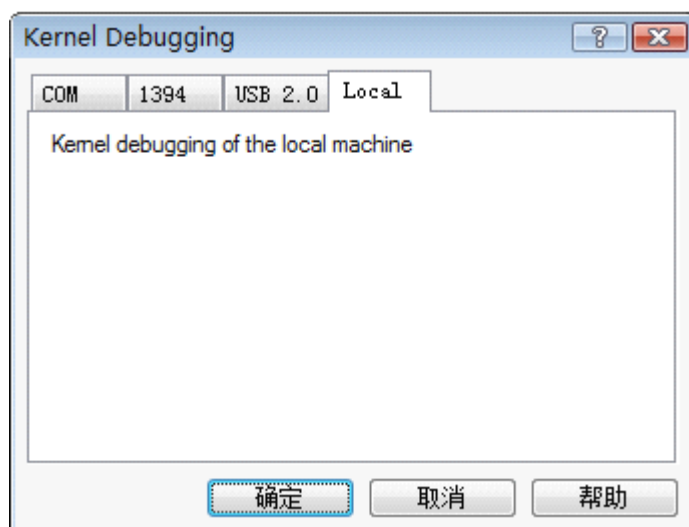 Kernel Debugging
COM 1394 USB 2.0 Local
Kernel debugging of the local machine
确定 取消 帮助